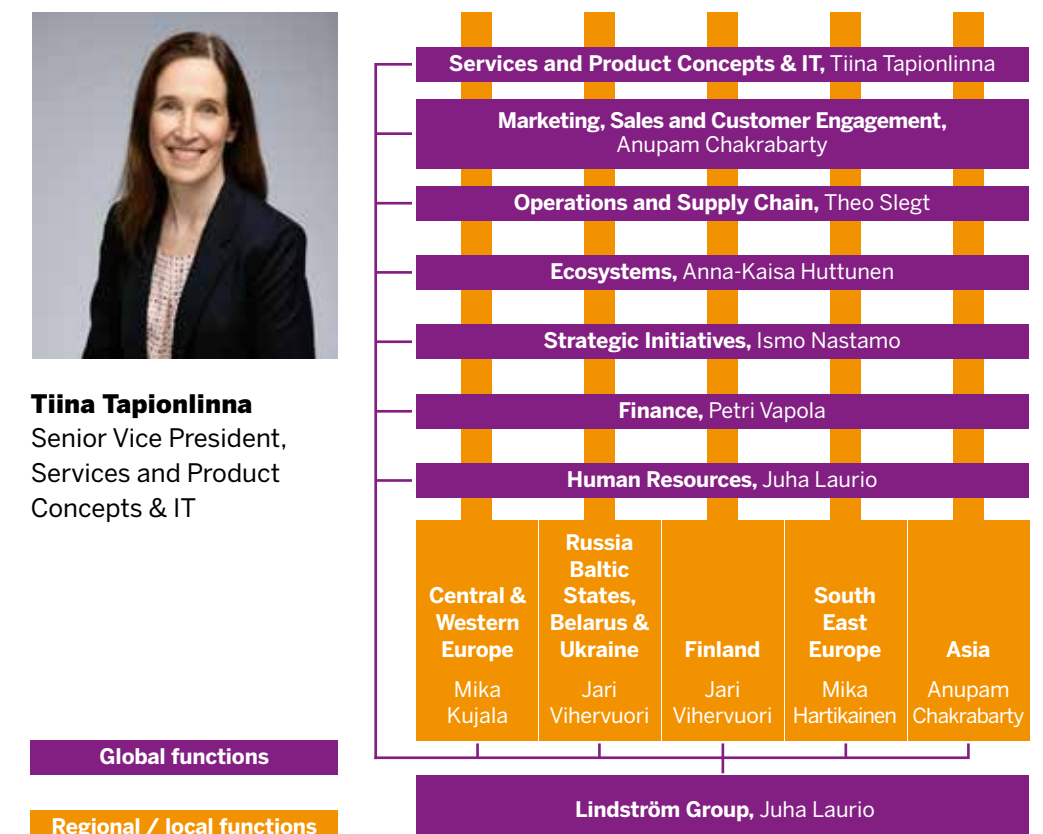 Tiina Tapionlinna
Senior Vice President,
Services and Product
Concepts & IT
Global functions
Regional / local functions
Services and Product Concepts & IT, Tiina Tapionlinna
Marketing, Sales and Customer Engagement,
Anupam Chakrabarty
Operations and Supply Chain, Theo Slegt
Ecosystems, Anna-Kaisa Huttunen
Strategic Initiatives, Ismo Nastamo
Finance, Petri Vapola
Human Resources, Juha Laurio
Central &
Western
Europe
Mika
Kujala
Russia
Baltic
States,
Belarus &
Ukraine
Jari
Vihervuori
Finland
Jari
Vihervuori
South
East
Europe
Mika
Hartikainen
Asia
Anupam
Chakrabarty
Lindström Group, Juha Laurio